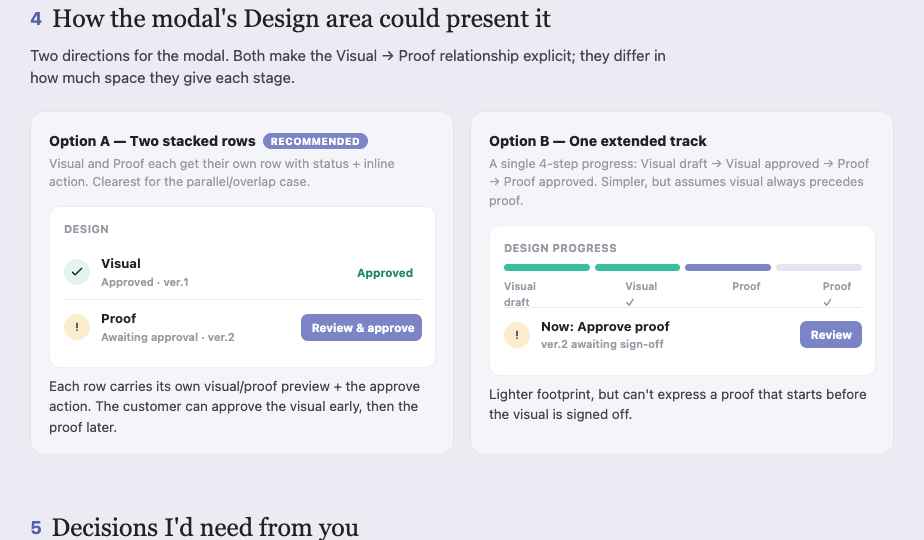 4 How the modal's Design area could present it
Two directions for the modal. Both make the Visual → Proof relationship explicit; they differ in
how much space they give each stage.
Option A — Two stacked rows RECOMMENDED
Visual and Proof each get their own row with status + inline
action. Clearest for the parallel/overlap case.
DESIGN
✓ Visual
Approved · ver.1
Approved
! Proof
Awaiting approval · ver.2
Review & approve
Each row carries its own visual/proof preview + the approve
action. The customer can approve the visual early, then the
proof later.
Option B — One extended track
A single 4-step progress: Visual draft → Visual approved → Proof
→ Proof approved. Simpler, but assumes visual always precedes
proof.
DESIGN PROGRESS
Visual
draft
Visual
✓
Proof
Proof
✓
! Now: Approve proof
ver.2 awaiting sign-off
Review
Lighter footprint, but can't express a proof that starts before
the visual is signed off.
5 Decisions I'd need from you